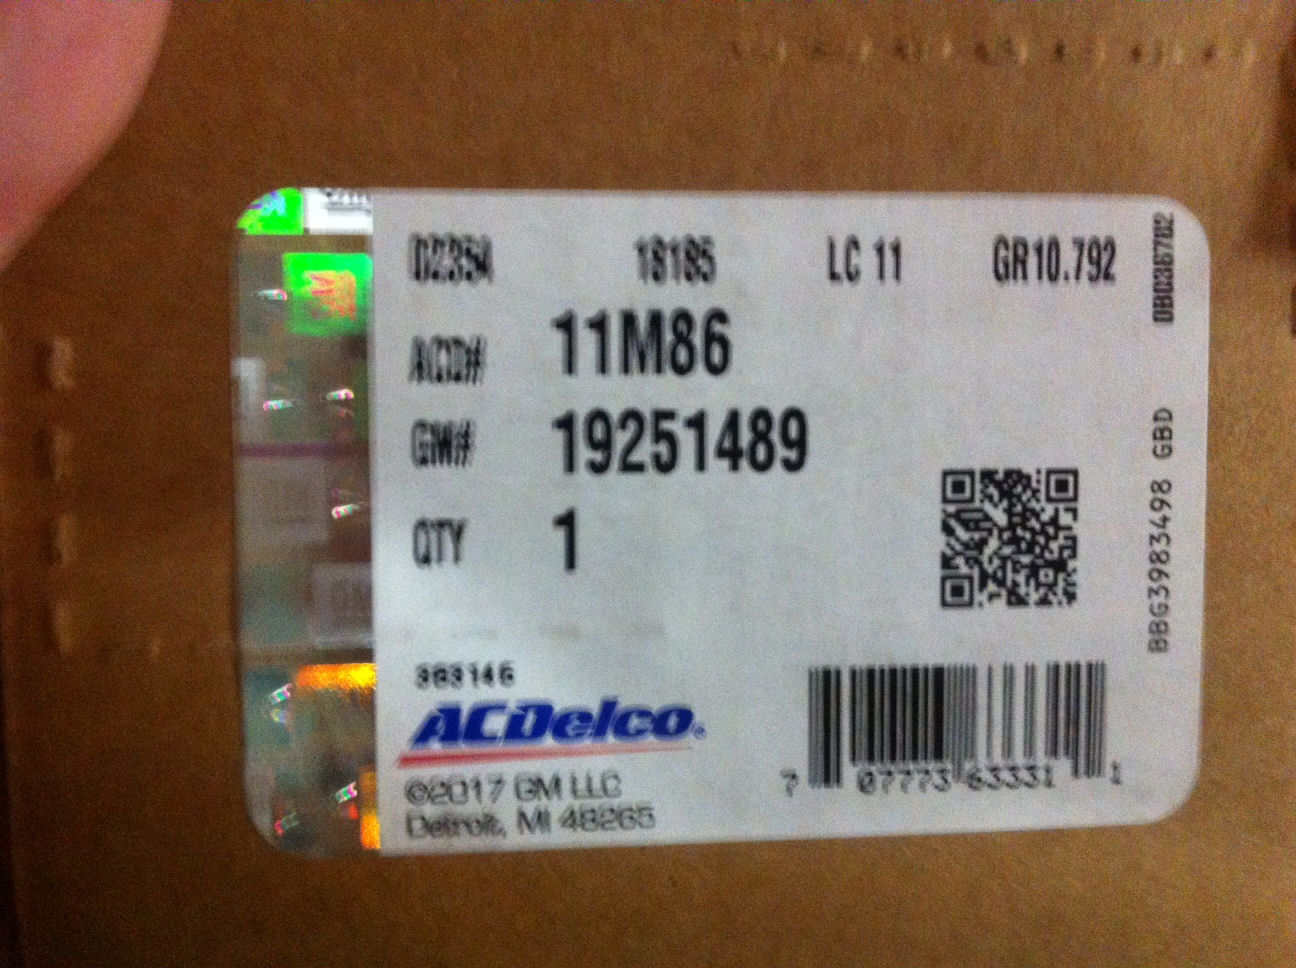 18185 LC 11 GR10.792
ACD# 11M86
GM# 19251489
QTY 1
BBG3983498 GBD
363146
ACDelco
7 07773 63331 1
©2017 GM LLC
Detroit, MI 48265